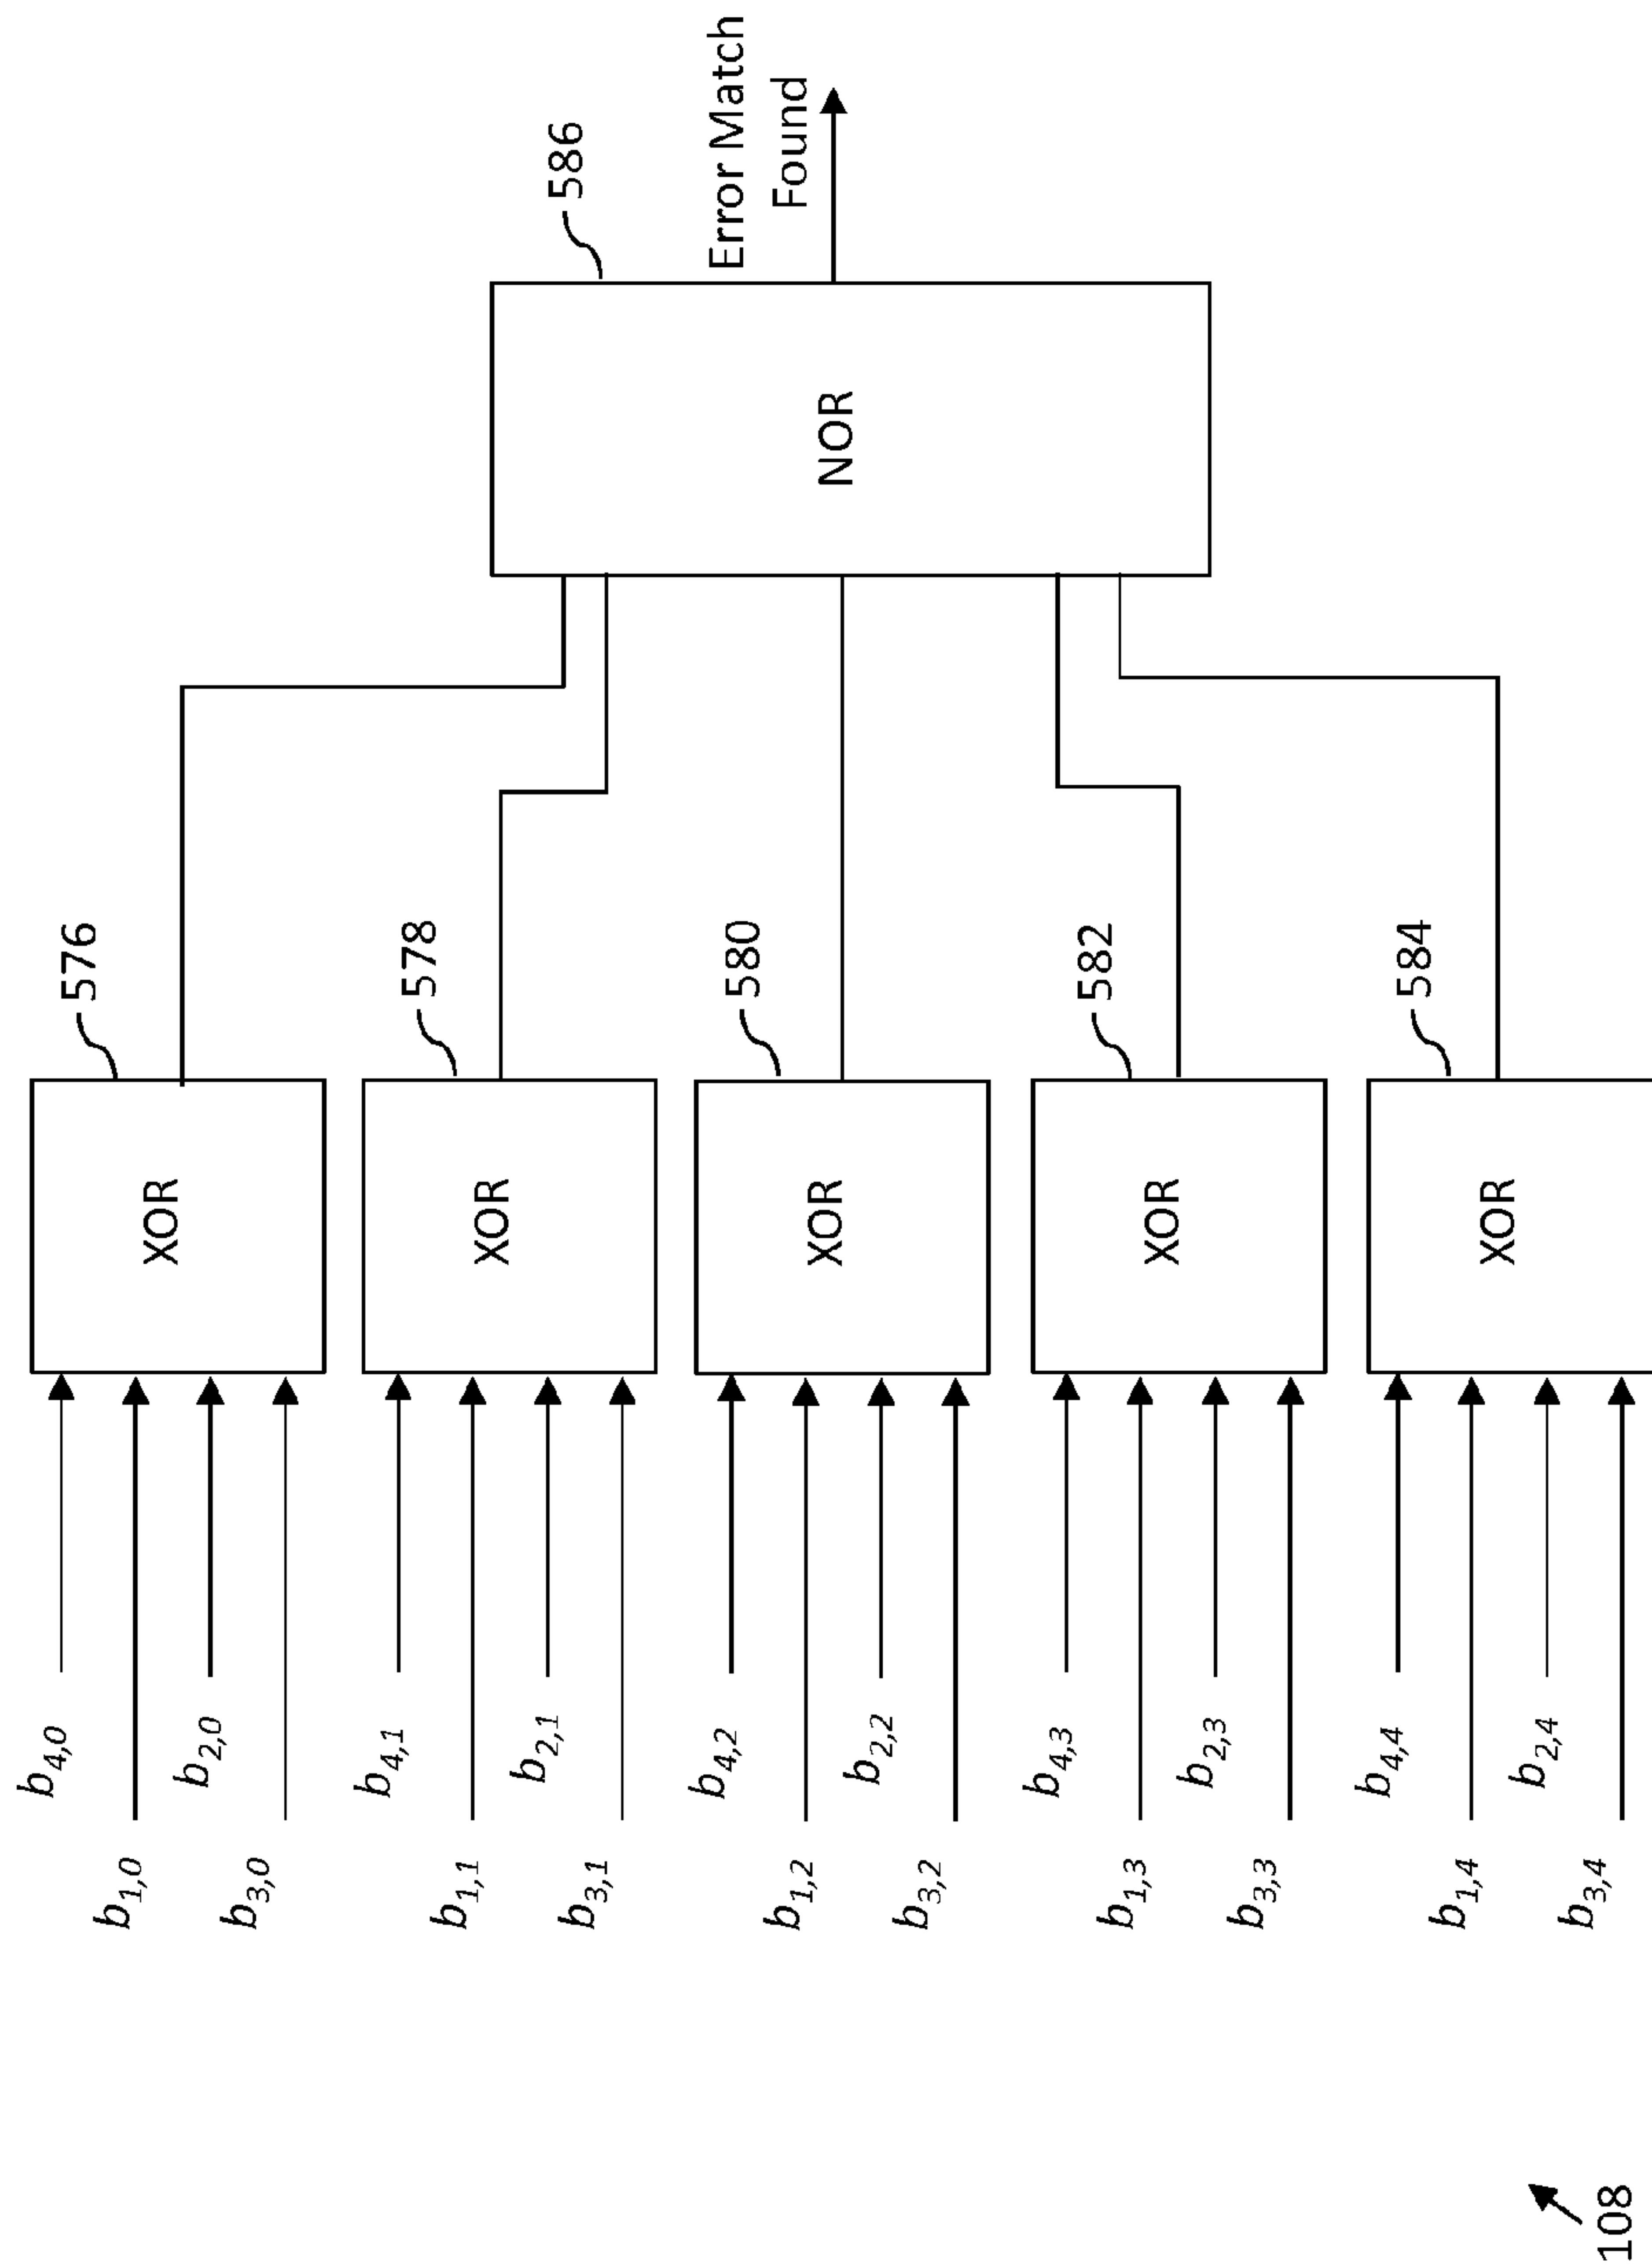 b4,0
b1,0
b2,0
b3,0
XOR
576
b4,1
b1,1
b2,1
b3,1
XOR
578
b4,2
b1,2
b2,2
b3,2
XOR
580
b4,3
b1,3
b2,3
b3,3
XOR
582
b4,4
b1,4
b2,4
b3,4
XOR
584
NOR
586
Error Match
Found
108